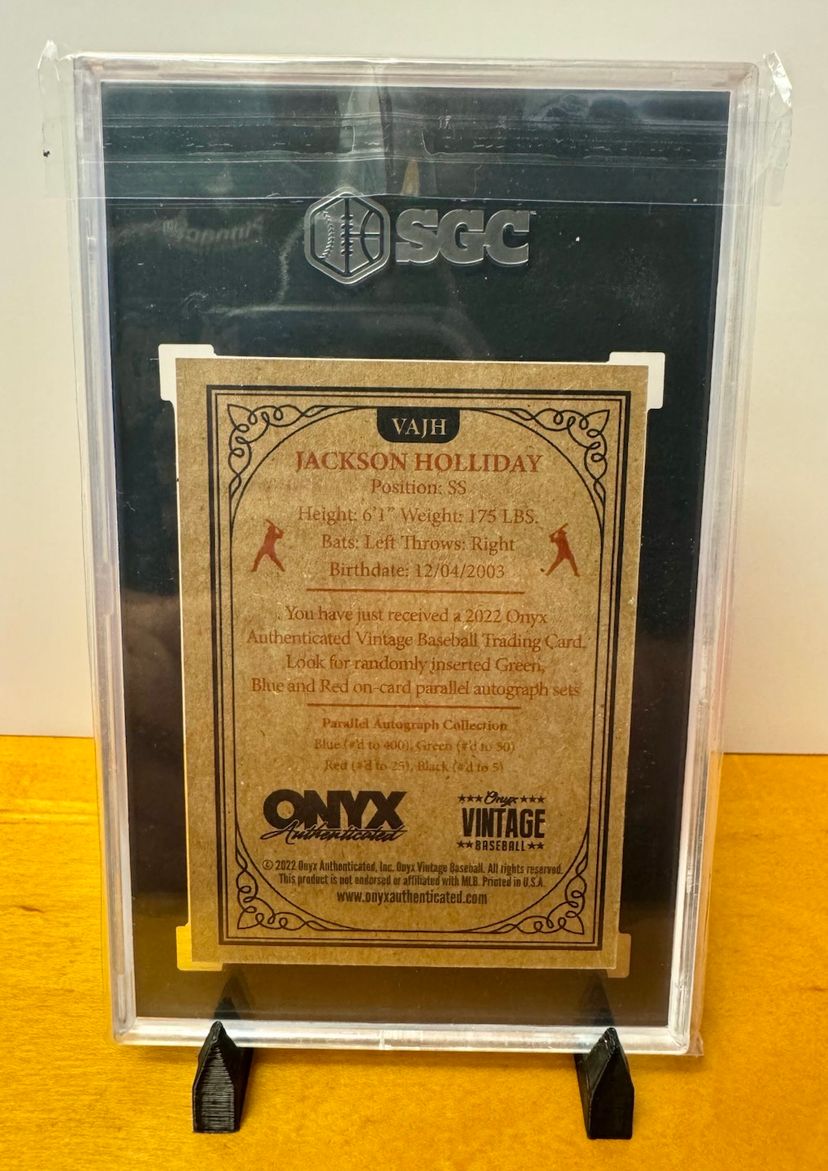 SGC
VAJH
JACKSON HOLLIDAY
Position: SS
Height: 6'1" Weight: 175 LBS.
Bats: Left Throws: Right
Birthdate: 12/04/2003
You have just received a 2022 Onyx
Authenticated Vintage Baseball Trading Card.
Look for randomly inserted Green,
Blue and Red on-card parallel autograph sets
Parallel Autograph Collection
Blue (#'d to 400), Green (#'d to 50)
Red (#'d to 25), Black (#'d to 5)
ONYX
Authenticated
Onyx
VINTAGE
BASEBALL
© 2022 Onyx Authenticated, Inc. Onyx Vintage Baseball. All rights reserved.
This product is not endorsed or affiliated with MLB. Printed in U.S.A.
www.onyxauthenticated.com